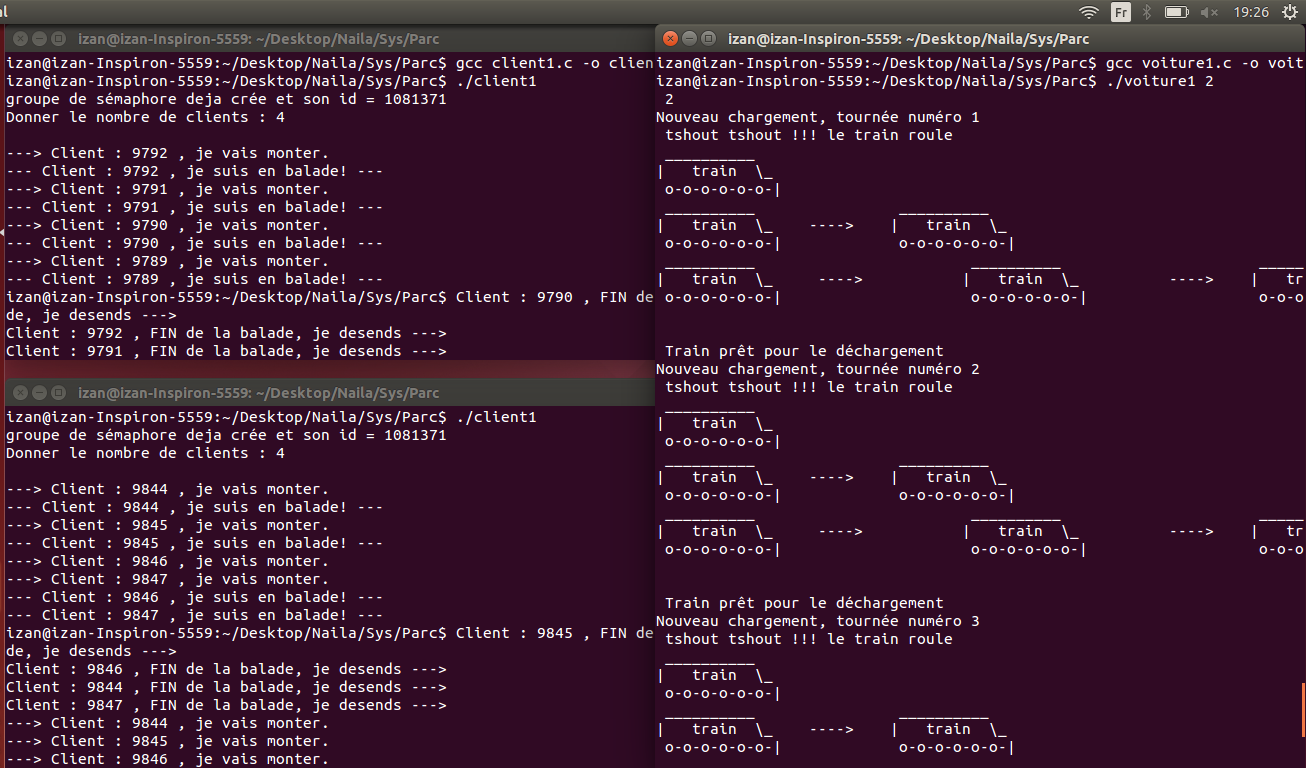 al
Fr
19:26
izan@izan-Inspiron-5559: ~/Desktop/Naila/Sys/Parc
izan@izan-Inspiron-5559:~/Desktop/Naila/Sys/Parc$ gcc client1.c -o clien
izan@izan-Inspiron-5559:~/Desktop/Naila/Sys/Parc$ ./client1
groupe de sémaphore deja crée et son id = 1081371
Donner le nombre de clients : 4
---> Client : 9792 , je vais monter.
--- Client : 9792 , je suis en balade! ---
---> Client : 9791 , je vais monter.
--- Client : 9791 , je suis en balade! ---
---> Client : 9790 , je vais monter.
--- Client : 9790 , je suis en balade! ---
---> Client : 9789 , je vais monter.
--- Client : 9789 , je suis en balade! ---
izan@izan-Inspiron-5559:~/Desktop/Naila/Sys/Parc$ Client : 9790 , FIN de
de, je desends --->
Client : 9792 , FIN de la balade, je desends --->
Client : 9791 , FIN de la balade, je desends --->
izan@izan-Inspiron-5559: ~/Desktop/Naila/Sys/Parc
izan@izan-Inspiron-5559:~/Desktop/Naila/Sys/Parc$ ./client1
groupe de sémaphore deja crée et son id = 1081371
Donner le nombre de clients : 4
---> Client : 9844 , je vais monter.
--- Client : 9844 , je suis en balade! ---
---> Client : 9845 , je vais monter.
--- Client : 9845 , je suis en balade! ---
---> Client : 9846 , je vais monter.
---> Client : 9847 , je vais monter.
--- Client : 9846 , je suis en balade! ---
--- Client : 9847 , je suis en balade! ---
izan@izan-Inspiron-5559:~/Desktop/Naila/Sys/Parc$ Client : 9845 , FIN de
de, je desends --->
Client : 9846 , FIN de la balade, je desends --->
Client : 9844 , FIN de la balade, je desends --->
Client : 9847 , FIN de la balade, je desends --->
---> Client : 9844 , je vais monter.
---> Client : 9845 , je vais monter.
---> Client : 9846 , je vais monter.
izan@izan-Inspiron-5559: ~/Desktop/Naila/Sys/Parc
izan@izan-Inspiron-5559:~/Desktop/Naila/Sys/Parc$ gcc voiture1.c -o voit
izan@izan-Inspiron-5559:~/Desktop/Naila/Sys/Parc$ ./voiture1 2
 2
Nouveau chargement, tournée numéro 1
 tshout tshout !!! le train roule
 __________
|   train  \_
 o-o-o-o-o-o-|
 __________                __________
|   train  \_    ---->    |   train  \_
 o-o-o-o-o-o-|             o-o-o-o-o-o-|
 __________                        __________                      _____
|   train  \_     ---->           |   train  \_          ---->    |   tr
 o-o-o-o-o-o-|                     o-o-o-o-o-o-|                   o-o-o
 Train prêt pour le déchargement
Nouveau chargement, tournée numéro 2
 tshout tshout !!! le train roule
 __________
|   train  \_
 o-o-o-o-o-o-|
 __________                __________
|   train  \_    ---->    |   train  \_
 o-o-o-o-o-o-|             o-o-o-o-o-o-|
 __________                        __________                      _____
|   train  \_     ---->           |   train  \_          ---->    |   tr
 o-o-o-o-o-o-|                     o-o-o-o-o-o-|                   o-o-o
 Train prêt pour le déchargement
Nouveau chargement, tournée numéro 3
 tshout tshout !!! le train roule
 __________
|   train  \_
 o-o-o-o-o-o-|
 __________                __________
|   train  \_    ---->    |   train  \_
 o-o-o-o-o-o-|             o-o-o-o-o-o-|